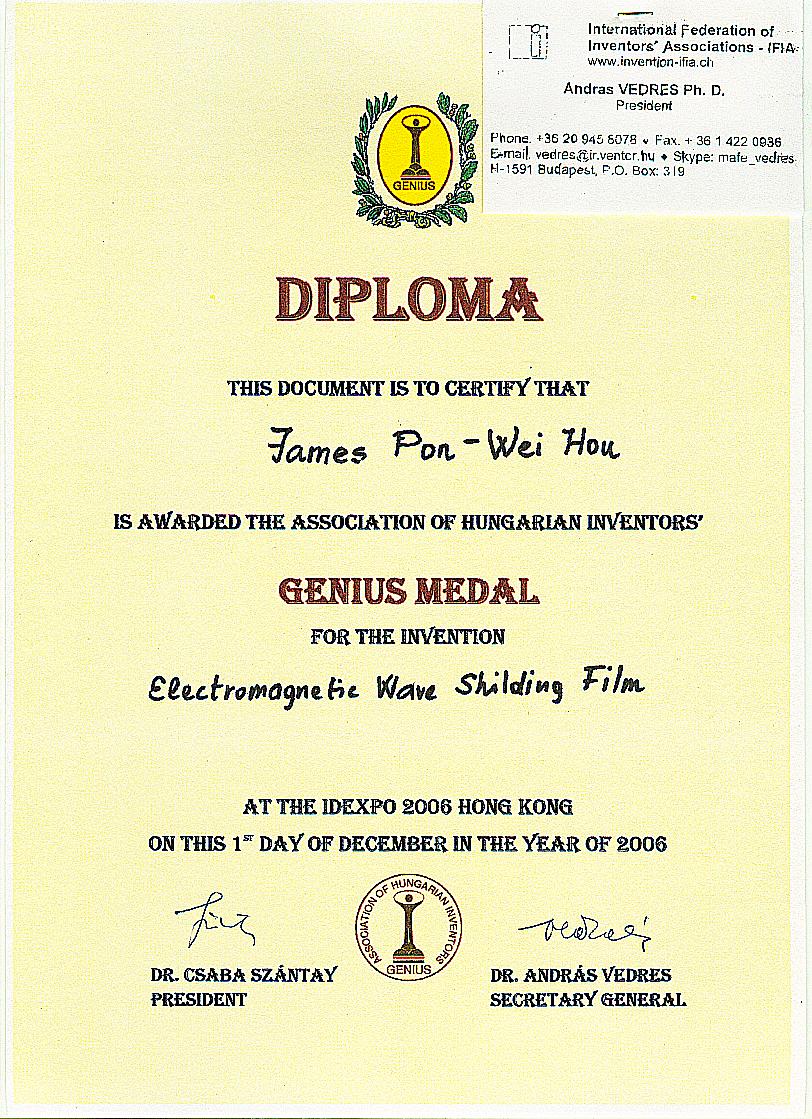 International Federation of
Inventors' Associations - IFIA
www.invention-ifia.ch
Andras VEDRES Ph. D.
President
Phone. +36 20 945 8078 • Fax. + 36 1 422 0936
E-mail. vedres@inventor.hu ♦ Skype: mafe_vedres
H-1591 Budapest, P.O. Box: 319
GENIUS
DIPLOMA
THIS DOCUMENT IS TO CERTIFY THAT
James Pon-Wei Hou
IS AWARDED THE ASSOCIATION OF HUNGARIAN INVENTORS'
GENIUS MEDAL
FOR THE INVENTION
Electromagnetic Wave Shilding Film
AT THE IDEXPO 2006 HONG KONG
ON THIS 1ST DAY OF DECEMBER IN THE YEAR OF 2006
ASSOCIATION OF HUNGARIAN INVENTORS
GENIUS
DR. CSABA SZÁNTAY
PRESIDENT
DR. ANDRÁS VEDRES
SECRETARY GENERAL